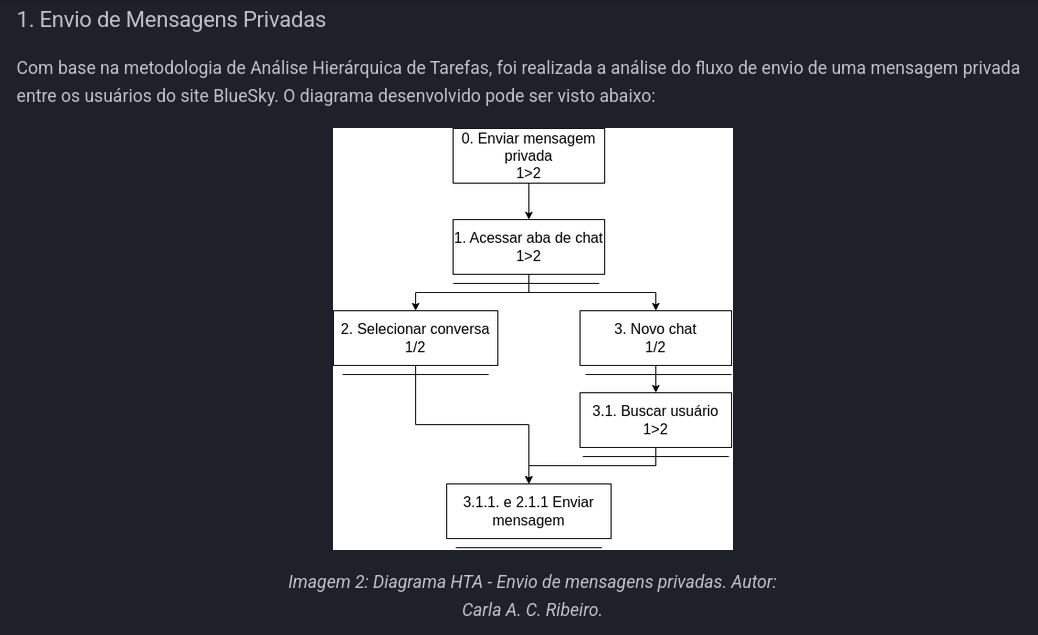 1. Envio de Mensagens Privadas
Com base na metodologia de Análise Hierárquica de Tarefas, foi realizada a análise do fluxo de envio de uma mensagem privada
entre os usuários do site BlueSky. O diagrama desenvolvido pode ser visto abaixo:
0. Enviar mensagem
privada
1>2
1. Acessar aba de chat
1>2
2. Selecionar conversa
1/2
3. Novo chat
1/2
3.1. Buscar usuário
1>2
3.1.1. e 2.1.1 Enviar
mensagem
Imagem 2: Diagrama HTA - Envio de mensagens privadas. Autor:
Carla A. C. Ribeiro.